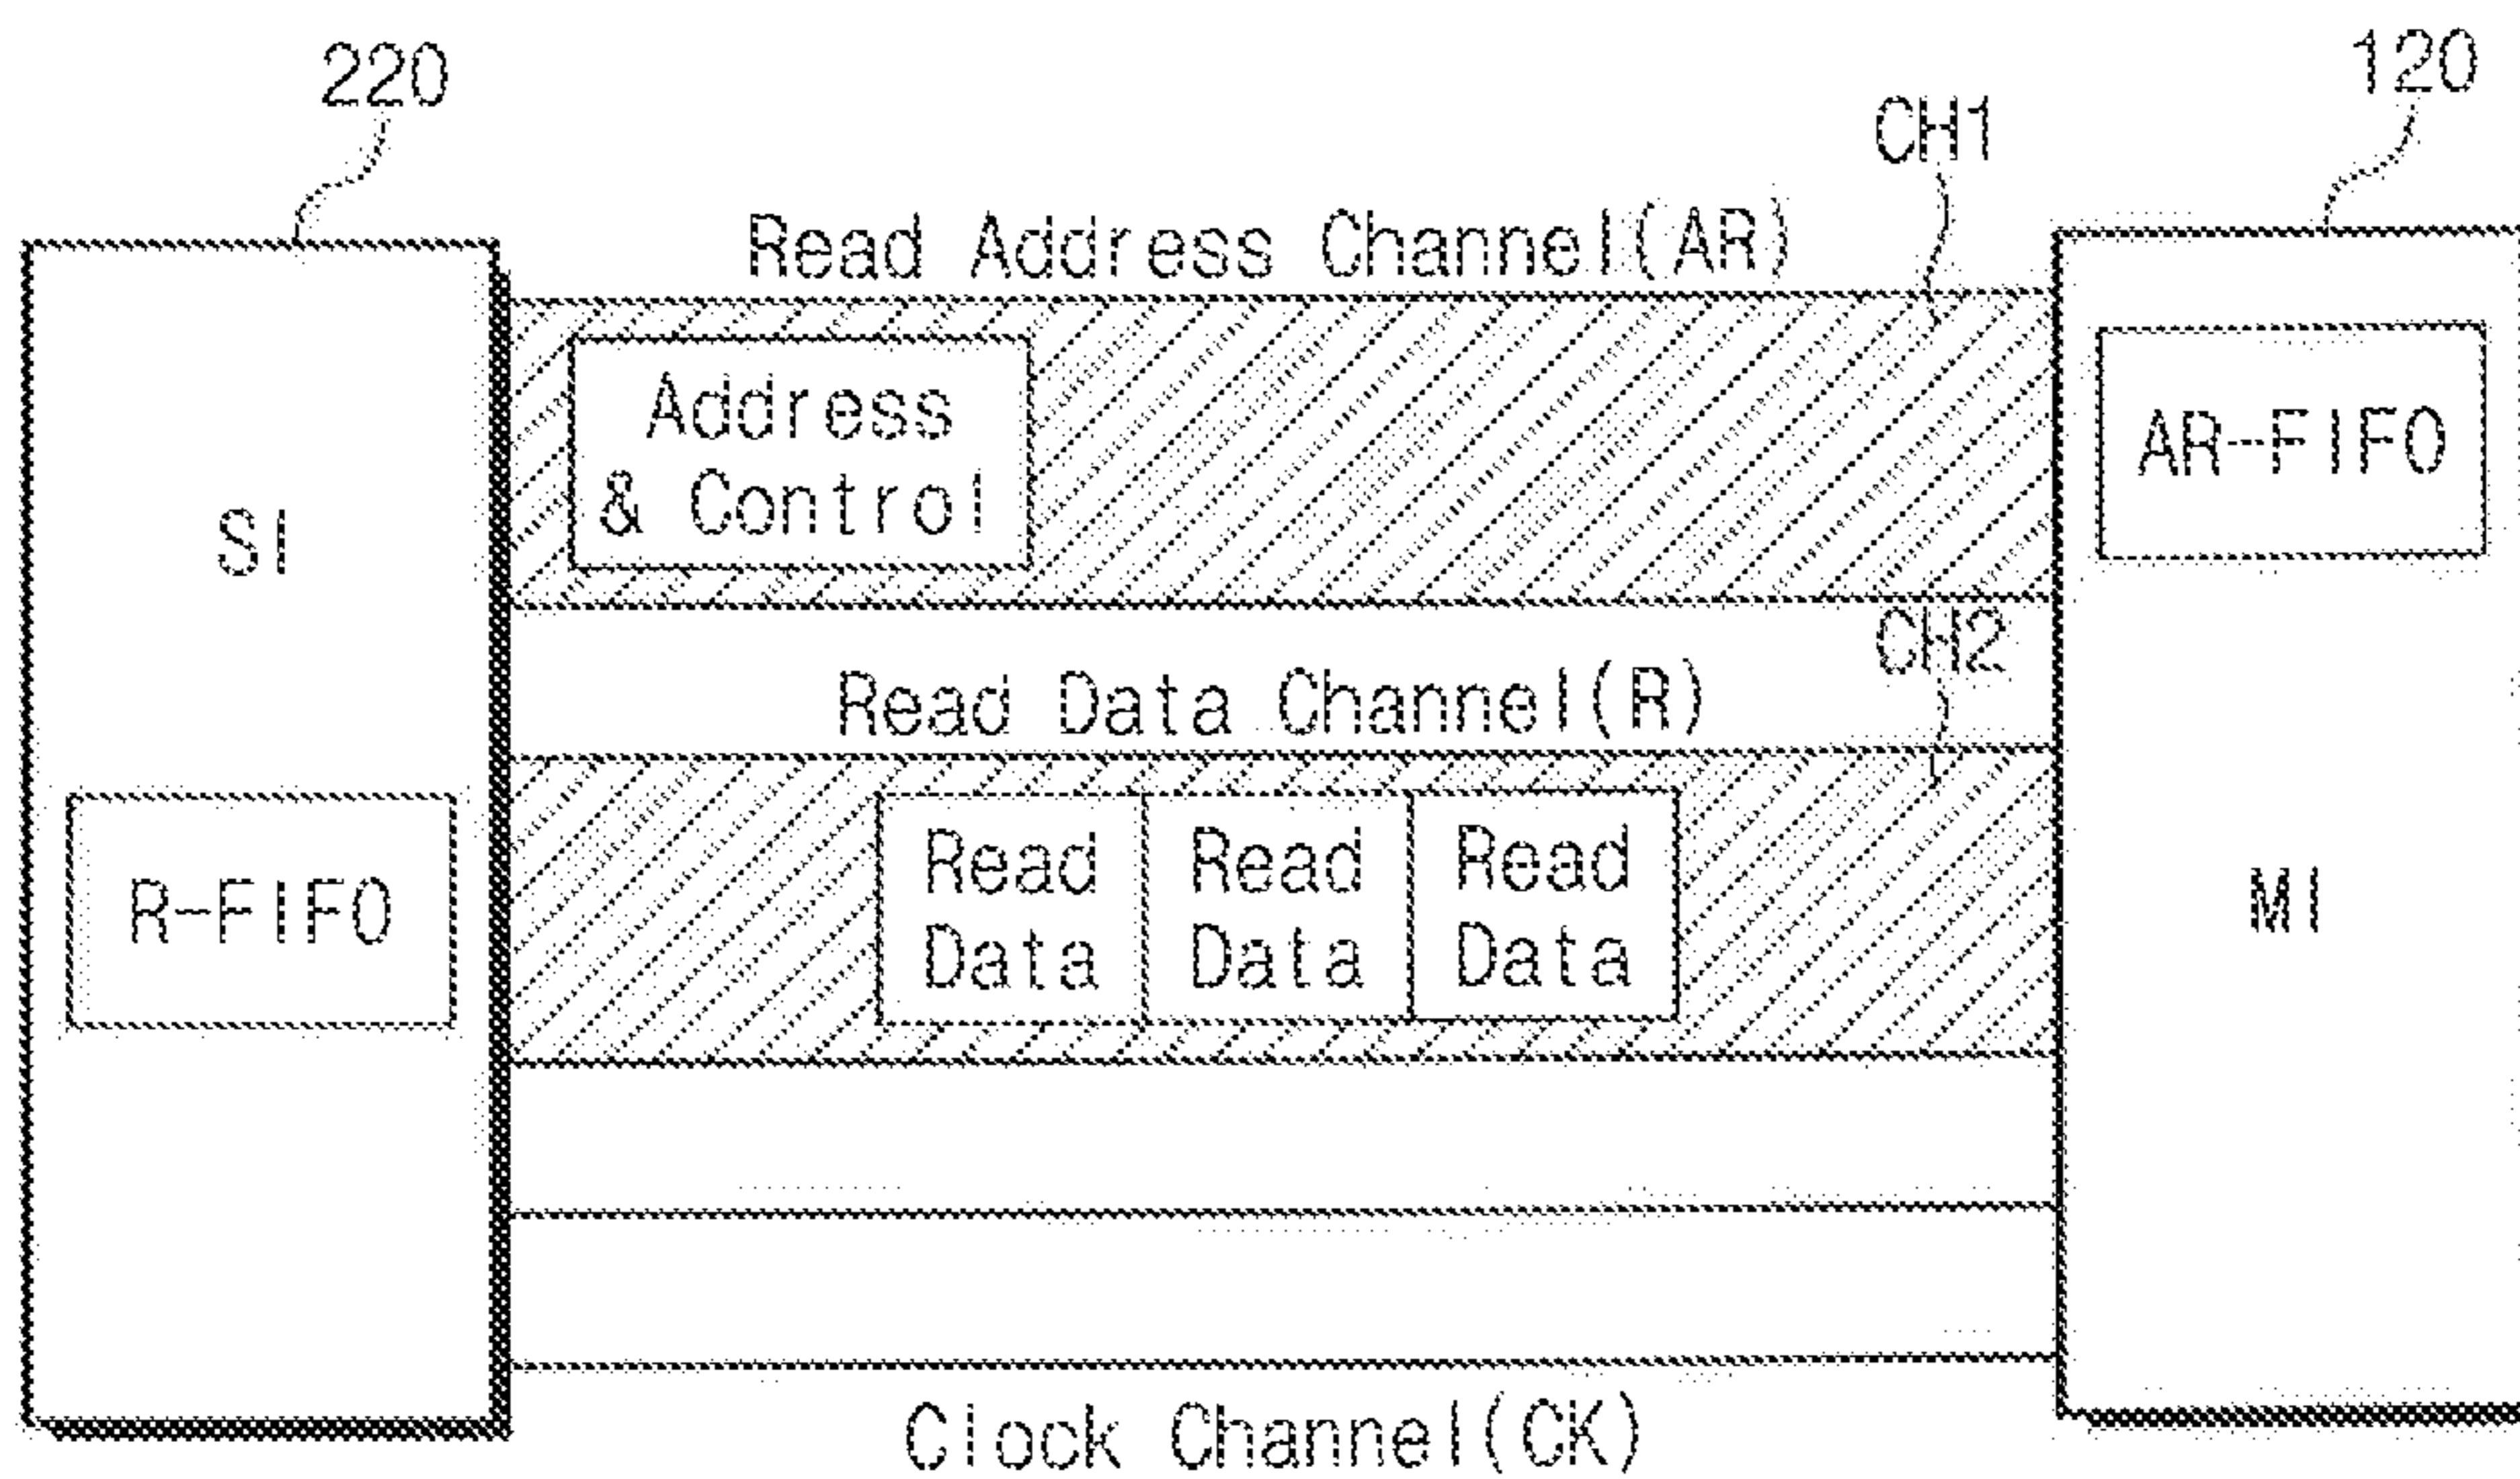 220
120
CH1
Read Address Channel(AR)
Address
& Control
AR-FIFO
SI
CH2
Read Data Channel(R)
R-FIFO
Read
Data
Read
Data
Read
Data
MI
Clock Channel(CK)